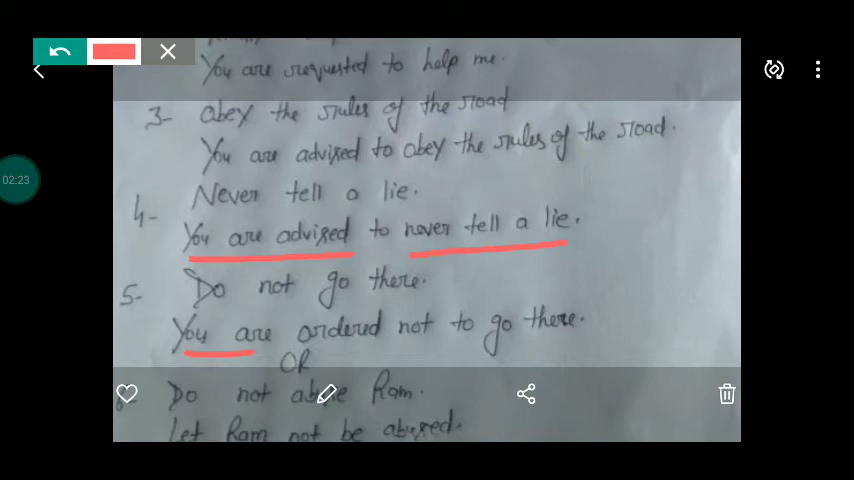 You are requested to help me.
3- obey the rules of the road
You are advised to obey the rules of the road.
02:23
4- Never tell a lie.
You are advised to never tell a lie.
5- Do not go there.
You are ordered not to go there.
OR
Do not abuse Ram.
Let Ram not be abused.